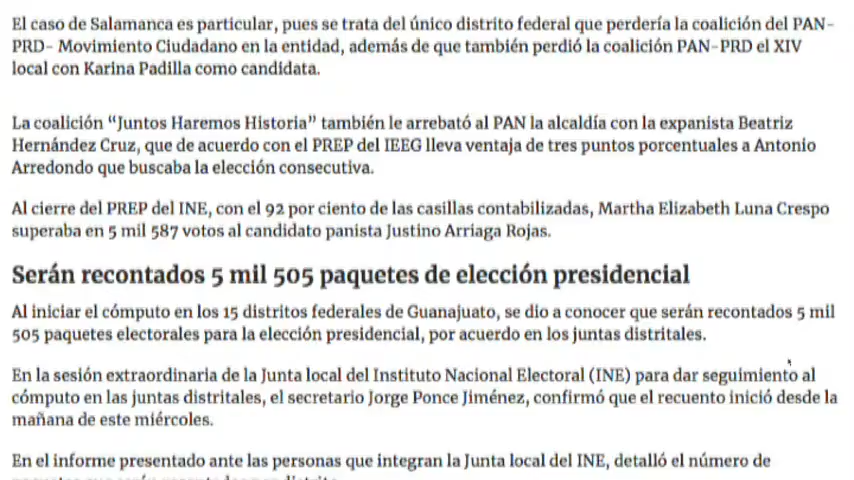 El caso de Salamanca es particular, pues se trata del único distrito federal que perdería la coalición del PAN-
PRD- Movimiento Ciudadano en la entidad, además de que también perdió la coalición PAN-PRD el XIV
local con Karina Padilla como candidata.
La coalición “Juntos Haremos Historia” también le arrebató al PAN la alcaldía con la expanista Beatriz
Hernández Cruz, que de acuerdo con el PREP del IEEG lleva ventaja de tres puntos porcentuales a Antonio
Arredondo que buscaba la elección consecutiva.
Al cierre del PREP del INE, con el 92 por ciento de las casillas contabilizadas, Martha Elizabeth Luna Crespo
superaba en 5 mil 587 votos al candidato panista Justino Arriaga Rojas.
Serán recontados 5 mil 505 paquetes de elección presidencial
Al iniciar el cómputo en los 15 distritos federales de Guanajuato, se dio a conocer que serán recontados 5 mil
505 paquetes electorales para la elección presidencial, por acuerdo en los juntas distritales.
En la sesión extraordinaria de la Junta local del Instituto Nacional Electoral (INE) para dar seguimiento al
cómputo en las juntas distritales, el secretario Jorge Ponce Jiménez, confirmó que el recuento inició desde la
mañana de este miércoles.
En el informe presentado ante las personas que integran la Junta local del INE, detalló el número de